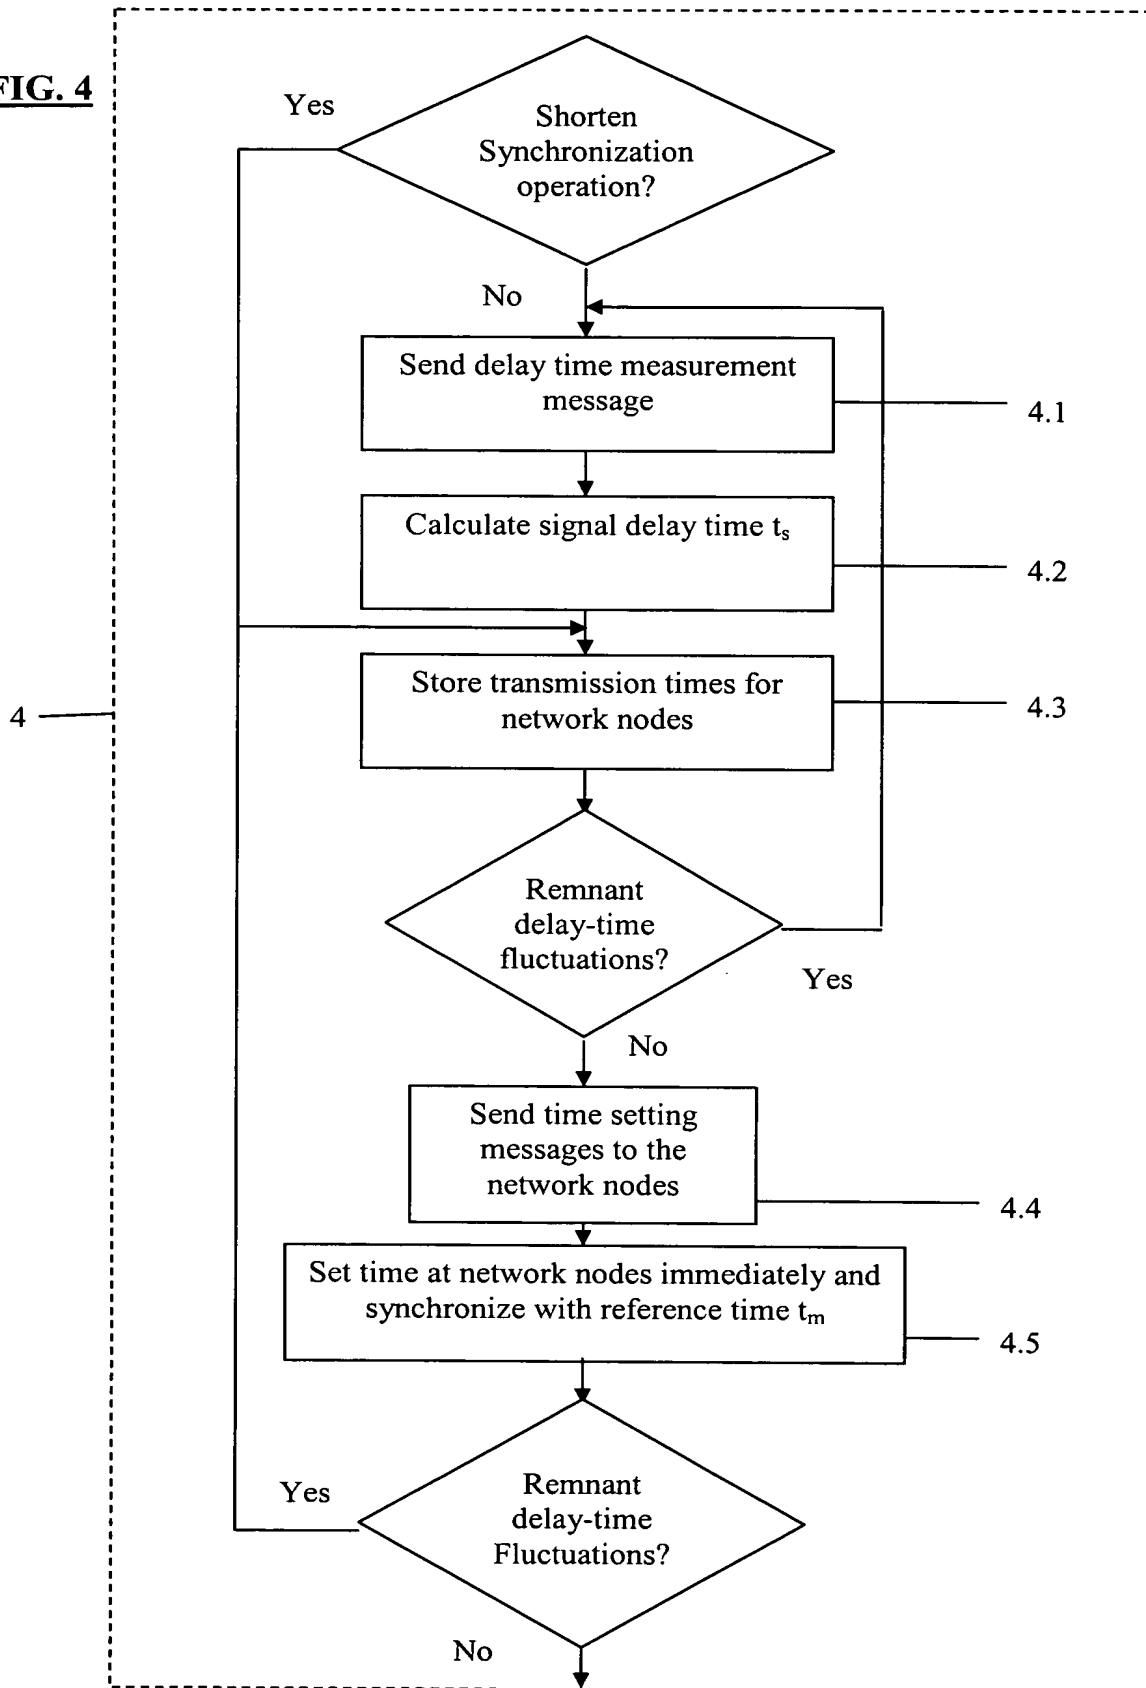 FIG. 4
Yes
Shorten
Synchronization
operation?
No
Send delay time measurement
message
4.1
Calculate signal delay time ts
4.2
Store transmission times for
network nodes
4.3
4
Remnant
delay-time
fluctuations?
Yes
No
Send time setting
messages to the
network nodes
4.4
Set time at network nodes immediately and
synchronize with reference time tm
4.5
Yes
Remnant
delay-time
Fluctuations?
No